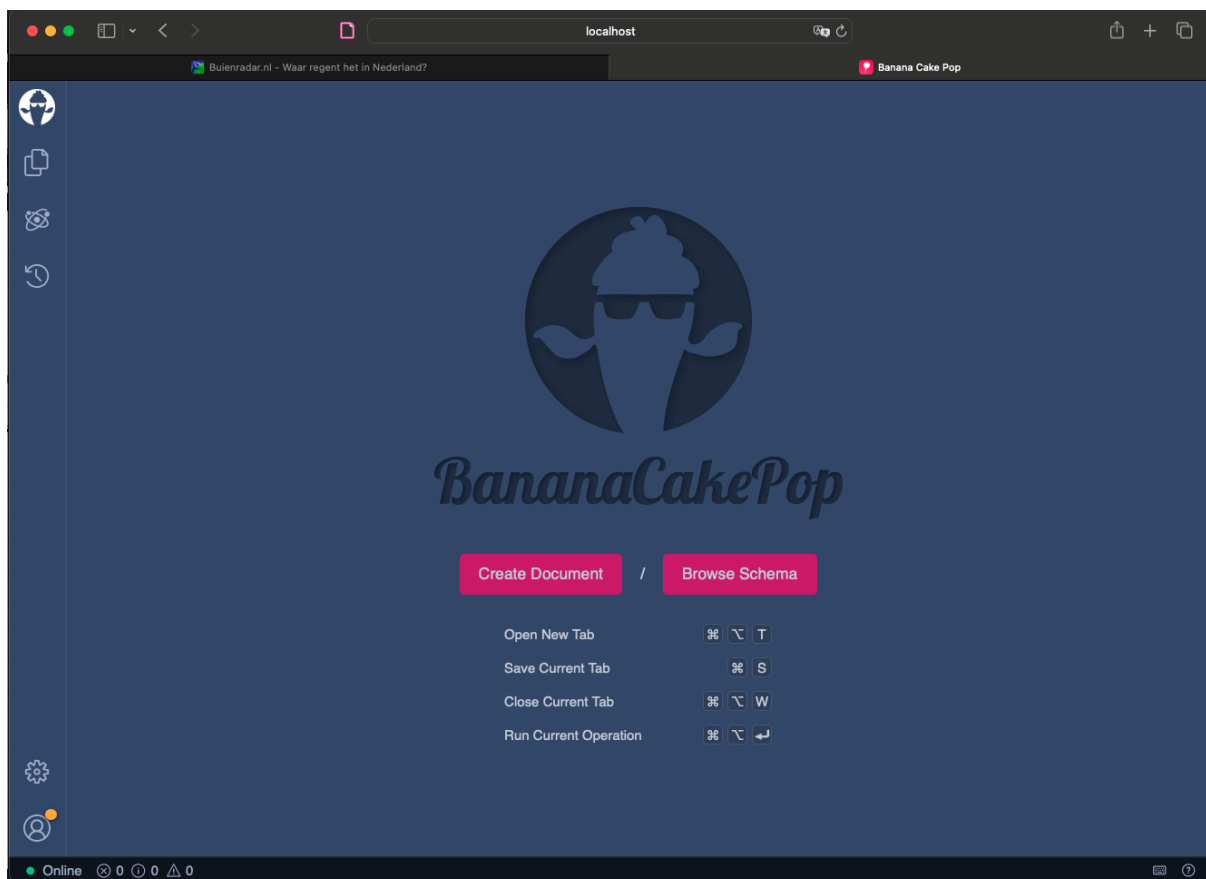 localhost
Buienradar.nl - Waar regent het in Nederland?
Banana Cake Pop
BananaCakePop
Create Document / Browse Schema
Open New Tab ⌘ ⌥ T
Save Current Tab ⌘ S
Close Current Tab ⌘ ⌥ W
Run Current Operation ⌘ ⌥ ↵
Online 0 0 0